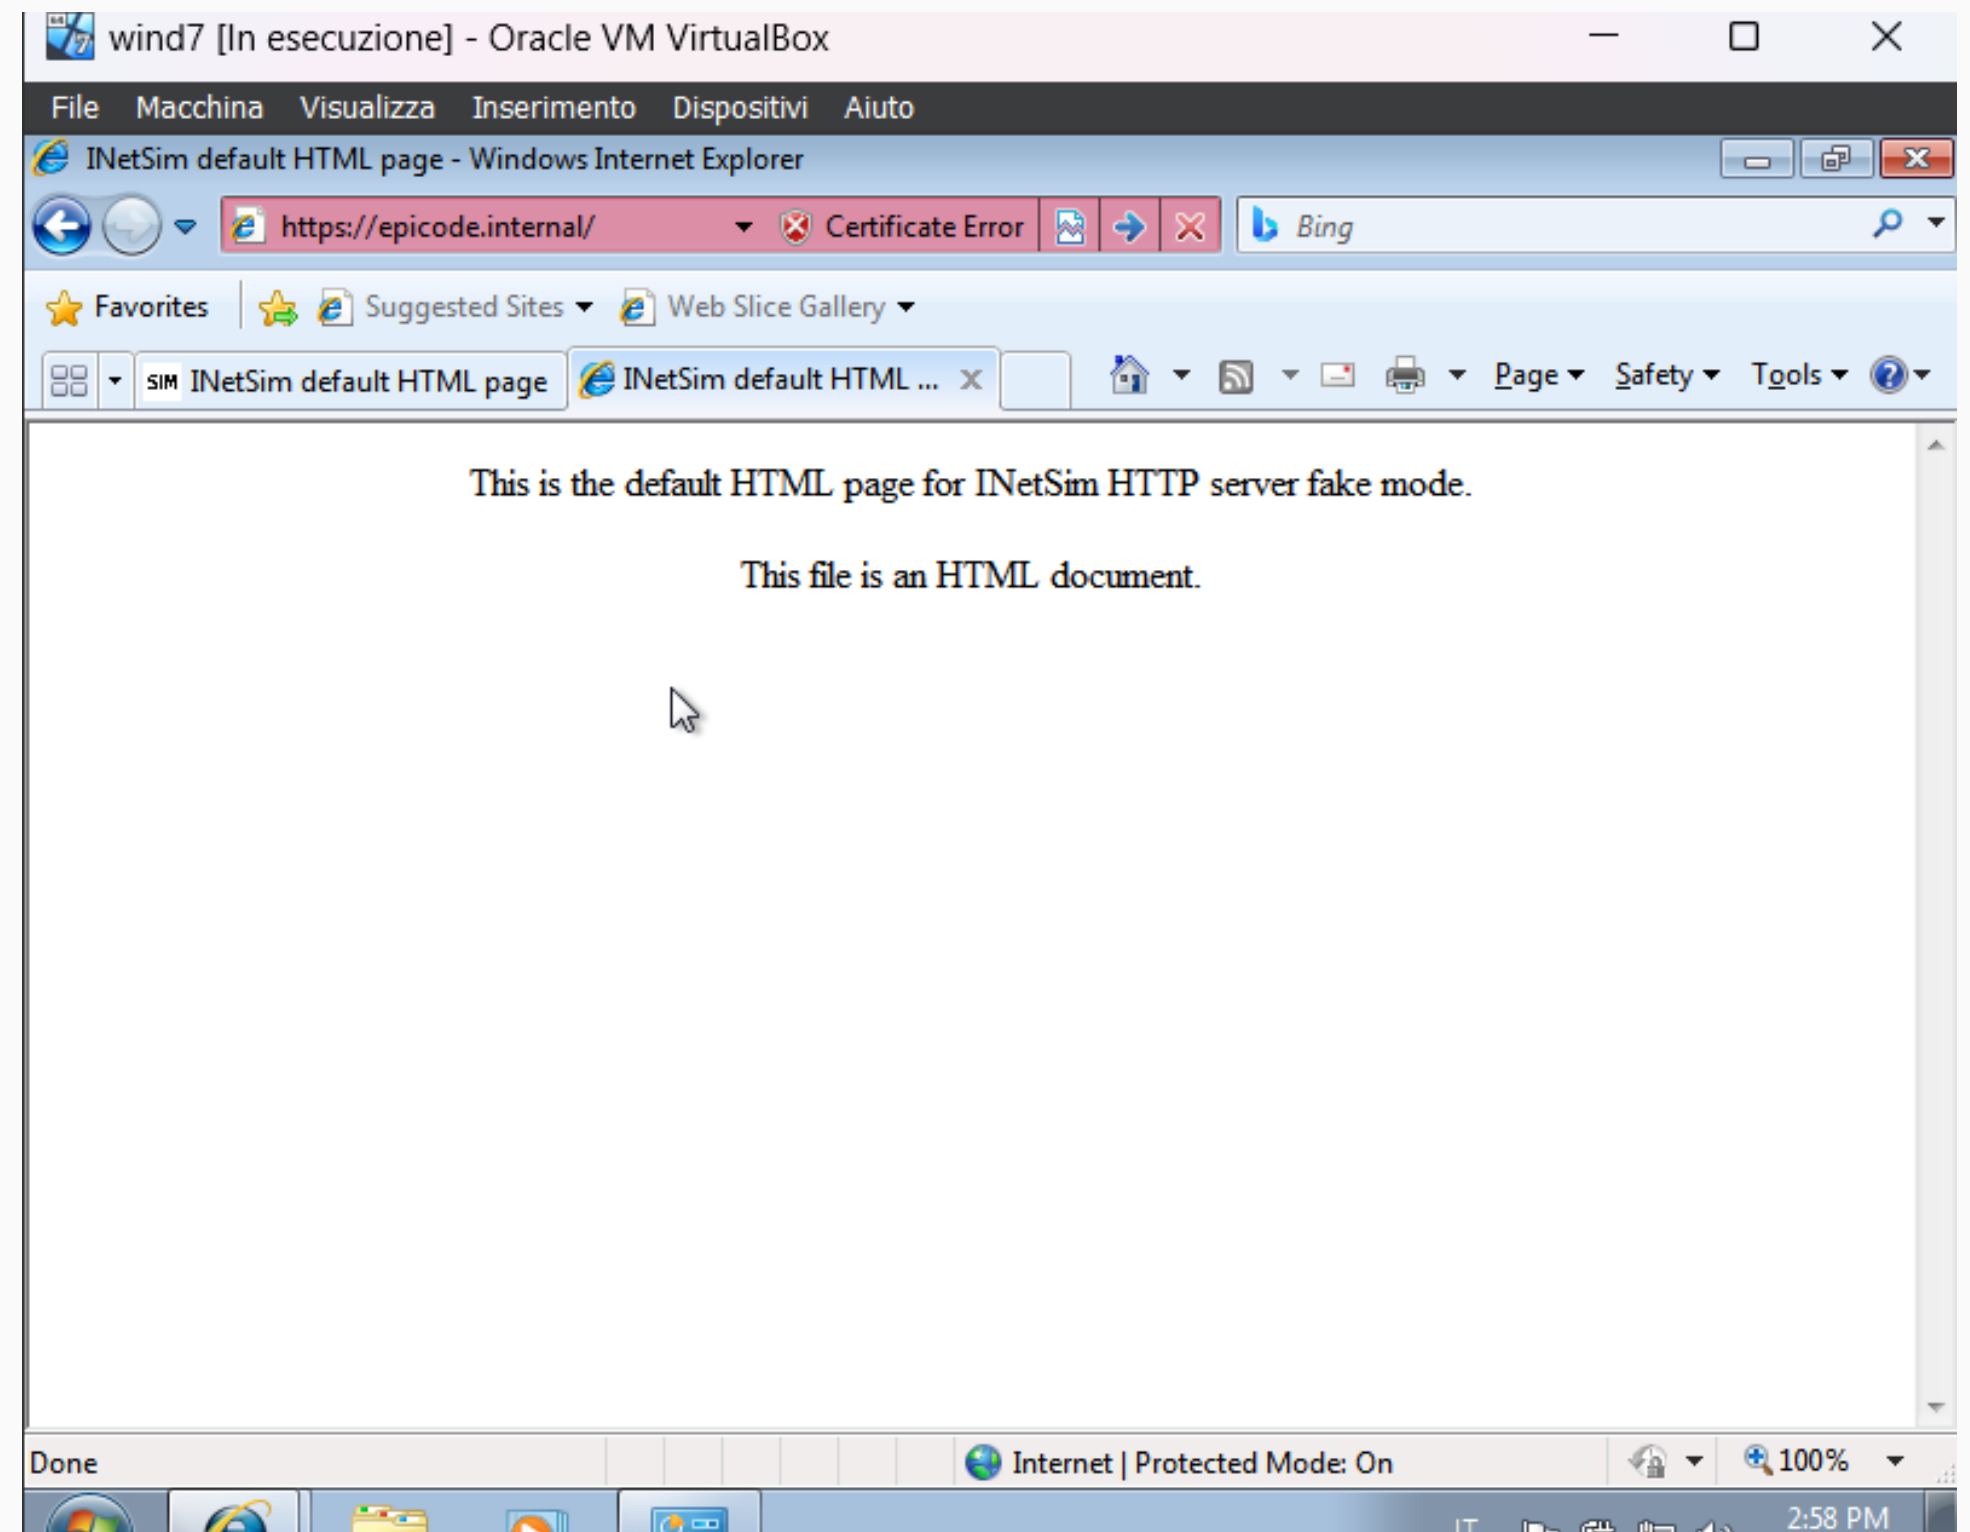 wind7 [In esecuzione] - Oracle VM VirtualBox
File Macchina Visualizza Inserimento Dispositivi Aiuto
INetSim default HTML page - Windows Internet Explorer
https://epicode.internal/ Certificate Error Bing
Favorites Suggested Sites Web Slice Gallery
SIM INetSim default HTML page INetSim default HTML ... Page Safety Tools
This is the default HTML page for INetSim HTTP server fake mode.
This file is an HTML document.
Done Internet | Protected Mode: On 100%
IT 2:58 PM